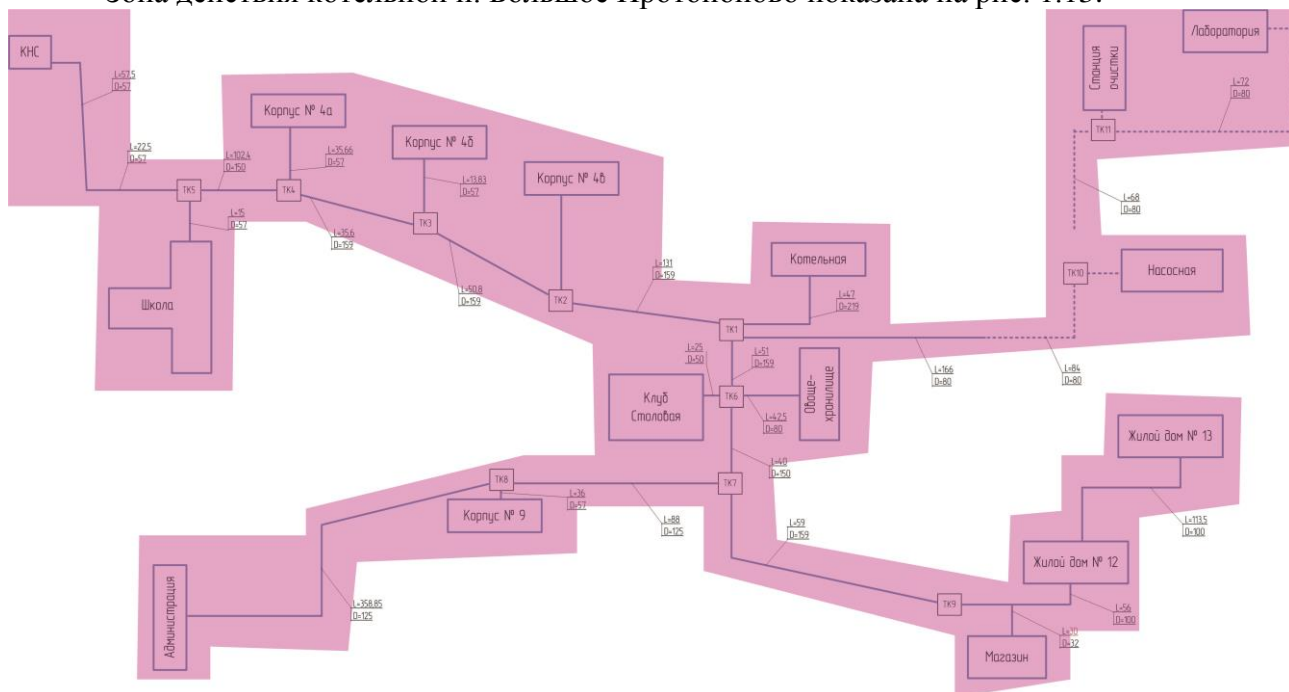 Зона действия котельной п. Большое Протопопово показана на рис. 1.13.
КНС
L=57,5
D=57
L=22,5
D=57
ТК5
L=102,4
D=150
Корпус № 4а
L=35,66
D=57
ТК4
L=15
D=57
Школа
L=35,6
D=159
Корпус № 4б
L=13,83
D=57
ТК3
L=50,8
D=159
Корпус № 4в
ТК2
L=131
D=159
Котельная
L=47
D=219
ТК1
Лаборатория
Станция
очистки
ТК11
L=72
D=80
L=68
D=80
ТК10
Насосная
L=166
D=80
L=84
D=80
L=51
D=159
L=25
D=50
Клуб
Столовая
ТК6
L=42,5
D=80
Овоще-
хранилище
L=40
D=150
ТК7
ТК8
L=36
D=57
Корпус № 9
L=88
D=125
L=358,85
D=125
Администрация
L=59
D=159
ТК9
Жилой дом № 13
L=113,5
D=100
Жилой дом № 12
L=56
D=100
L=30
D=32
Магазин